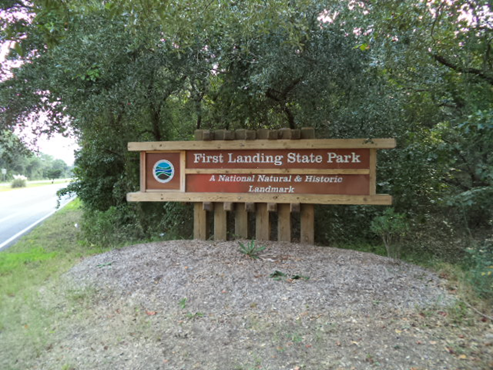 First Landing State Park
A National Natural & Historic
Landmark